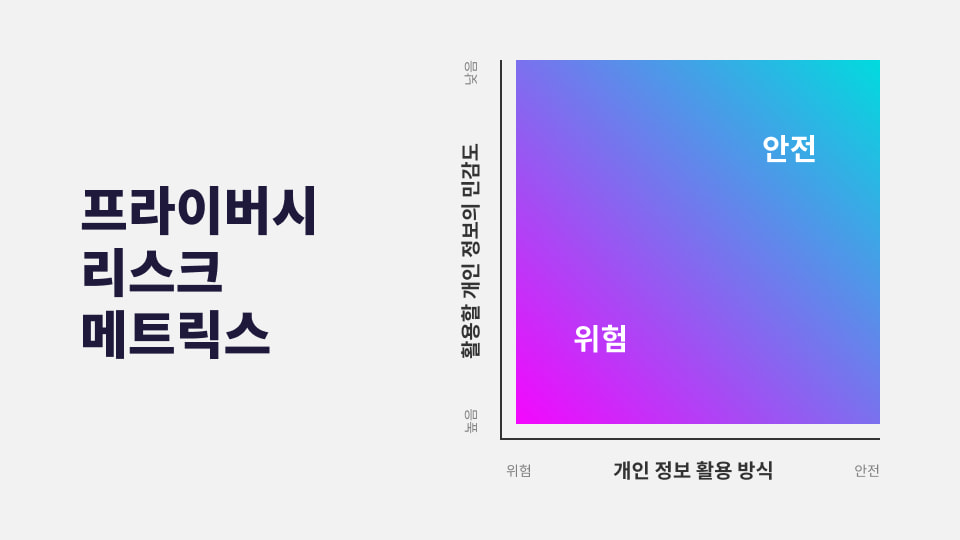 프라이버시
리스크
메트릭스
낮음
활용할 개인 정보의 민감도
높음
안전
위험
위험
개인 정보 활용 방식
안전